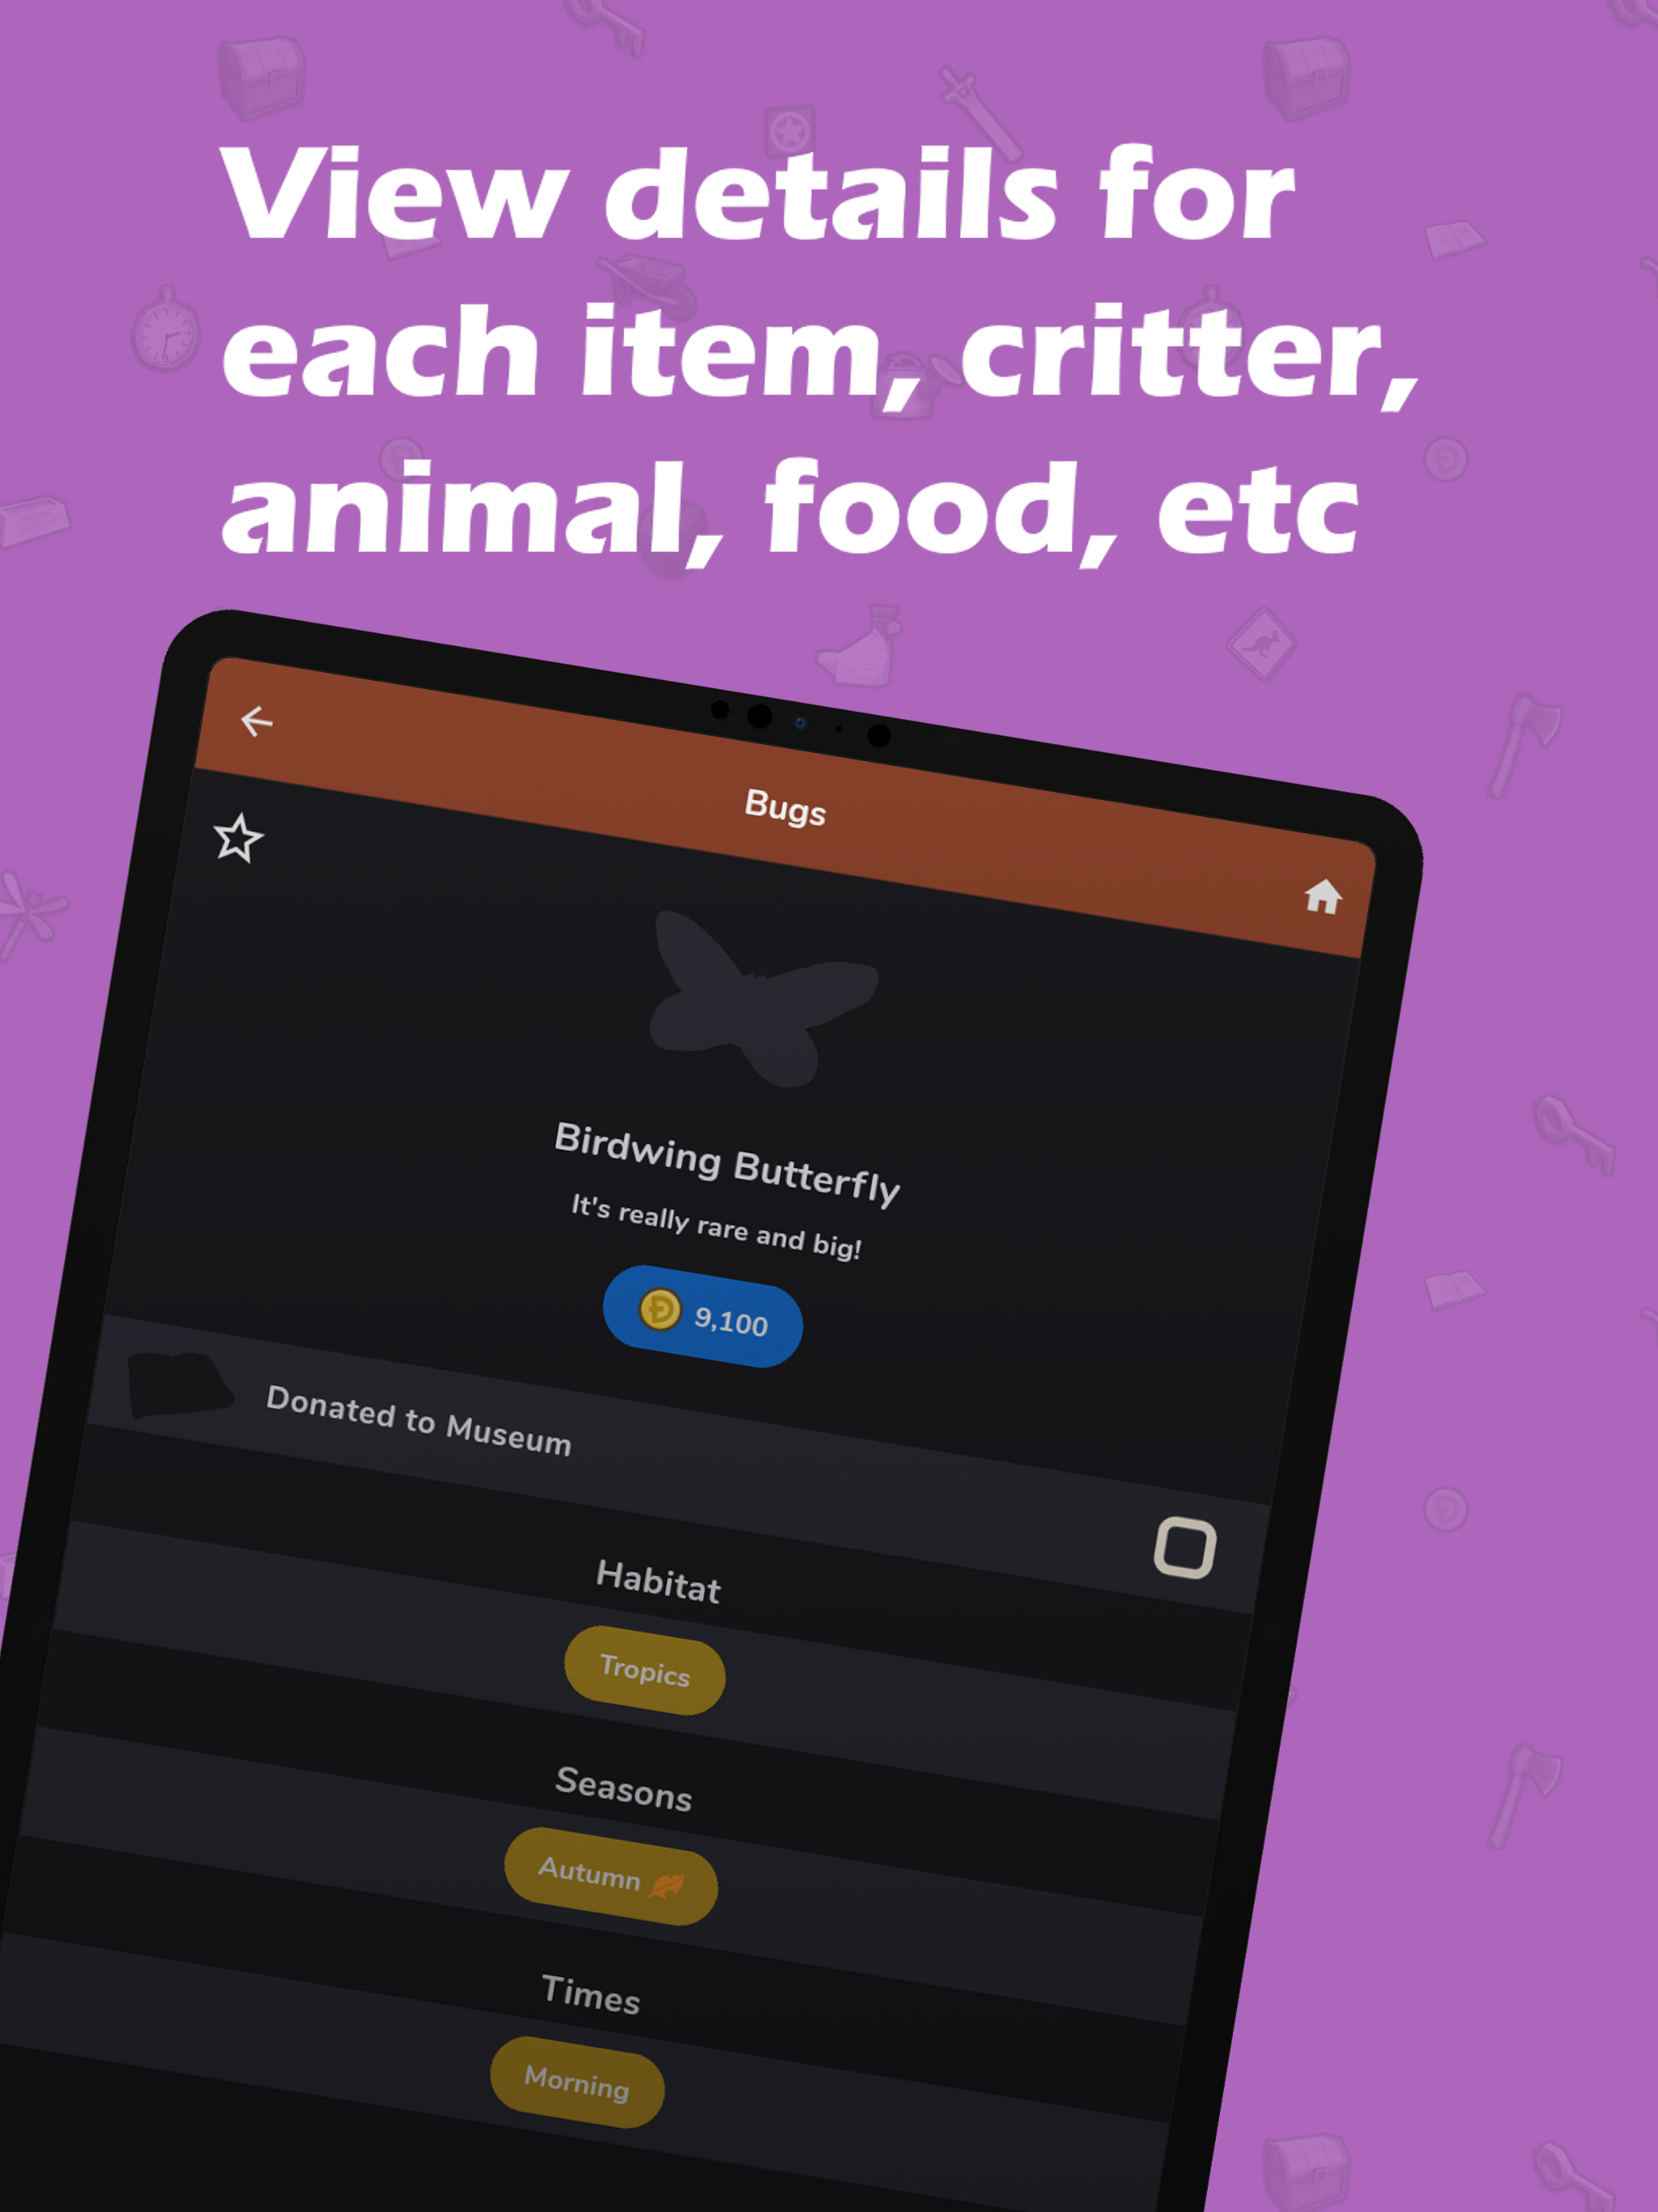 View details for
each item, critter,
animal, food, etc
Bugs
Birdwing Butterfly
It's really rare and big!
9,100
Donated to Museum
Habitat
Tropics
Seasons
Autumn
Times
Morning